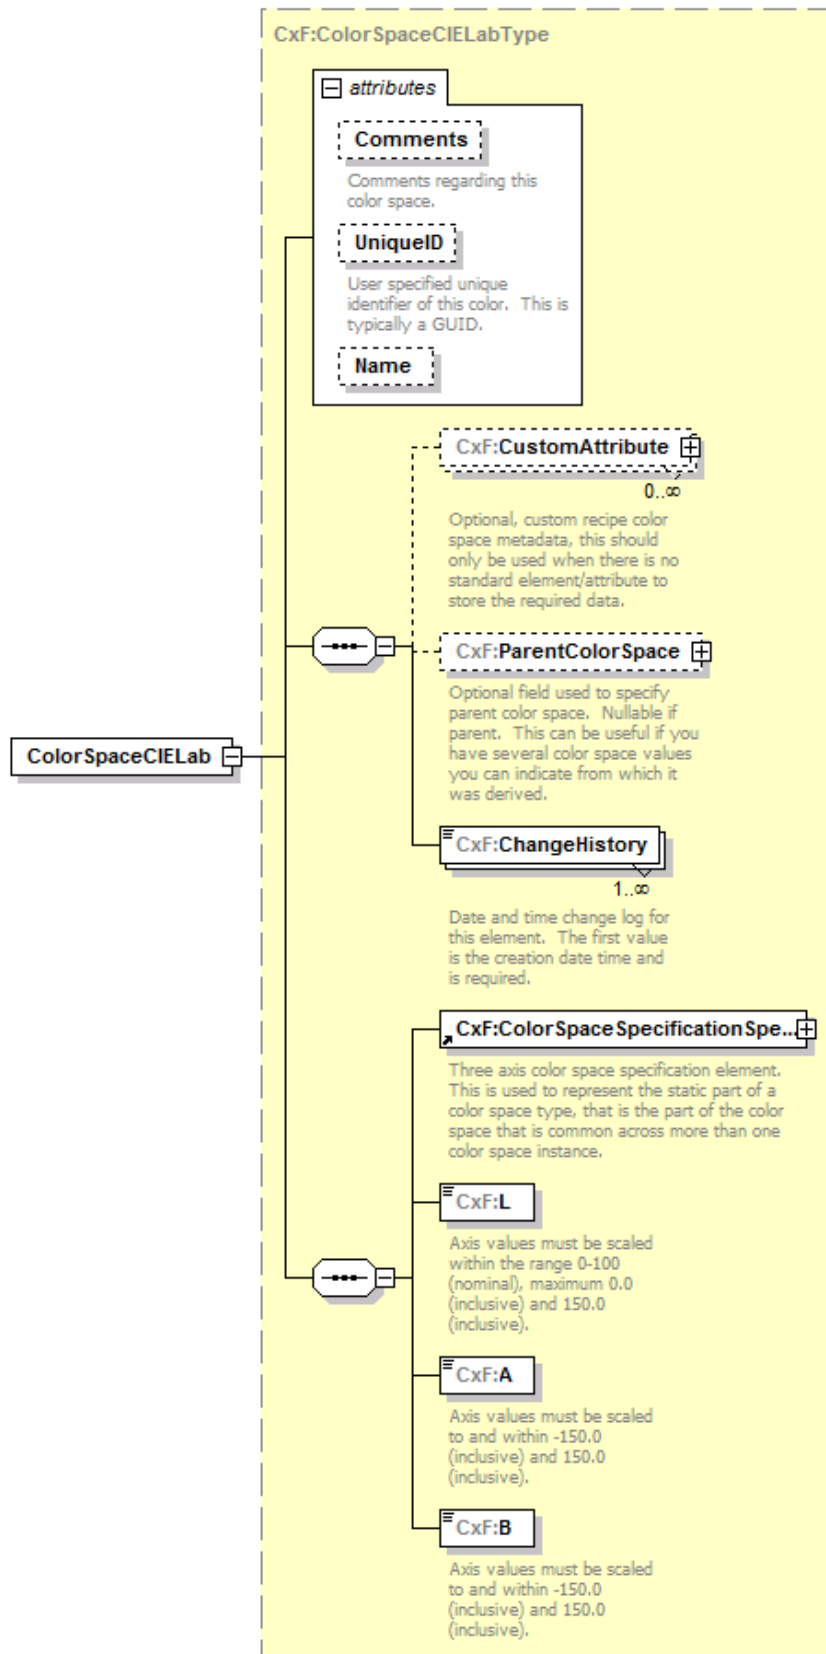 CxF:ColorSpaceCIELabType
attributes
Comments
Comments regarding this
color space.
UniqueID
User specified unique
identifier of this color.  This is
typically a GUID.
Name
CxF:CustomAttribute
0..∞
Optional, custom recipe color
space metadata, this should
only be used when there is no
standard element/attribute to
store the required data.
CxF:ParentColorSpace
Optional field used to specify
parent color space.  Nullable if
parent.  This can be useful if you
have several color space values
you can indicate from which it
was derived.
ColorSpaceCIELab
CxF:ChangeHistory
1..∞
Date and time change log for
this element.  The first value
is the creation date time and
is required.
CxF:ColorSpaceSpecificationSpe...
Three axis color space specification element.
This is used to represent the static part of a
color space type, that is the part of the color
space that is common across more than one
color space instance.
CxF:L
Axis values must be scaled
within the range 0-100
(nominal), maximum 0.0
(inclusive) and 150.0
(inclusive).
CxF:A
Axis values must be scaled
to and within -150.0
(inclusive) and 150.0
(inclusive).
CxF:B
Axis values must be scaled
to and within -150.0
(inclusive) and 150.0
(inclusive).